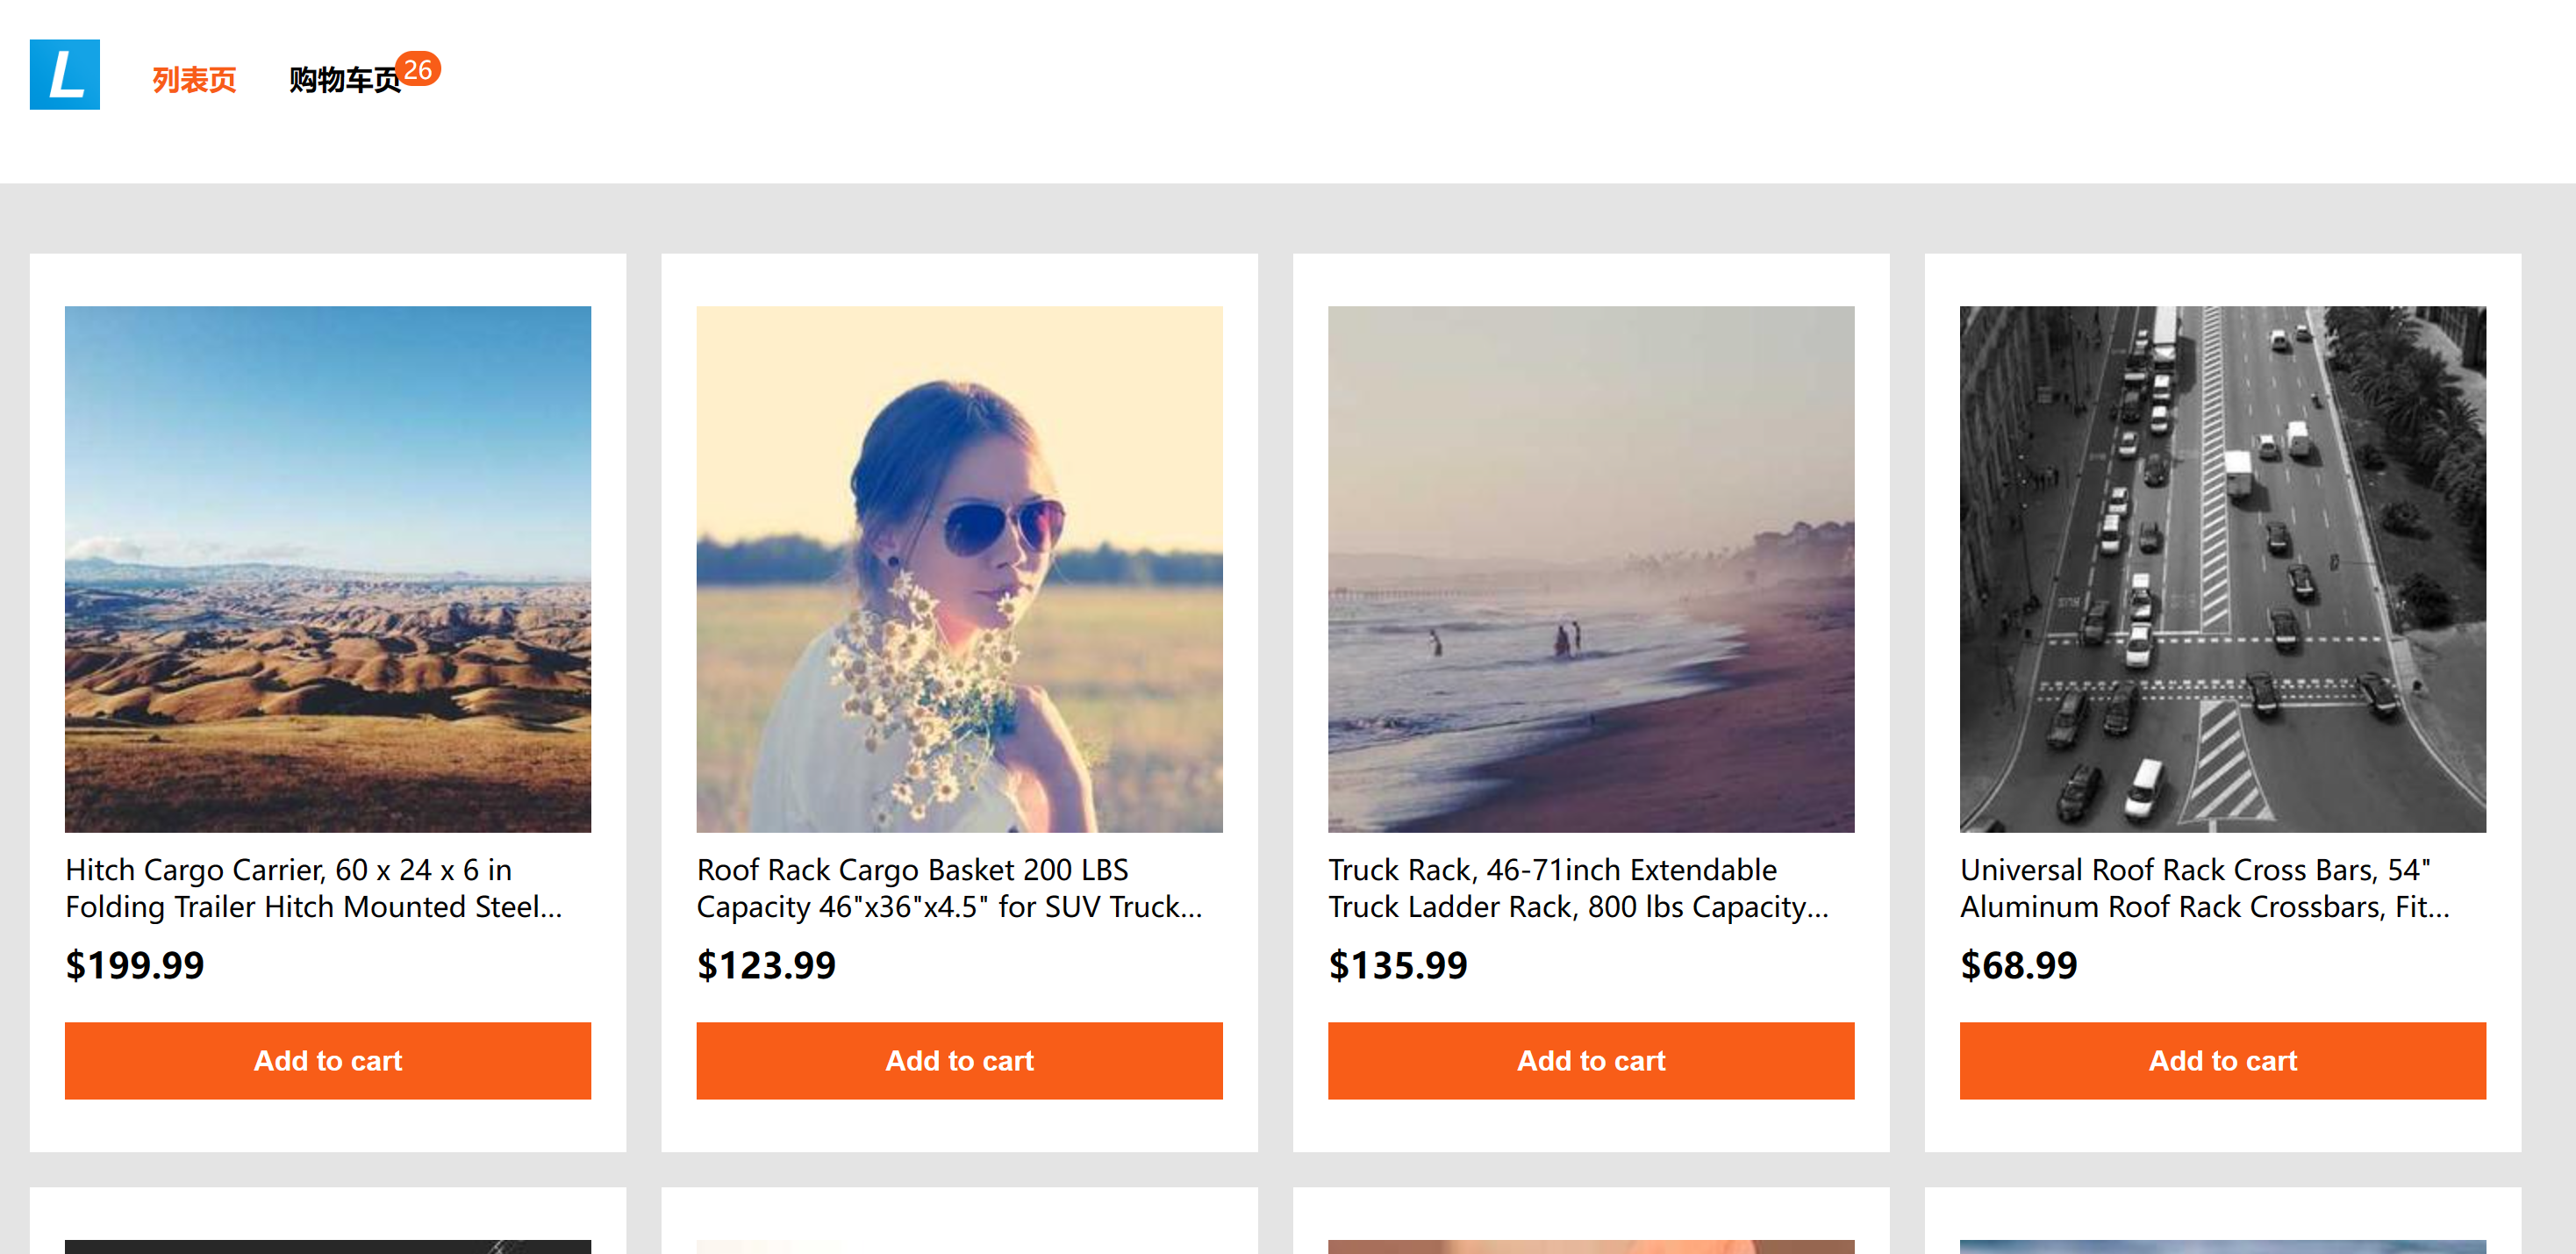 L
列表页
购物车页
26
Hitch Cargo Carrier, 60 x 24 x 6 in
Folding Trailer Hitch Mounted Steel...
$199.99
Add to cart
Roof Rack Cargo Basket 200 LBS
Capacity 46"x36"x4.5" for SUV Truck...
$123.99
Add to cart
Truck Rack, 46-71inch Extendable
Truck Ladder Rack, 800 lbs Capacity...
$135.99
Add to cart
Universal Roof Rack Cross Bars, 54"
Aluminum Roof Rack Crossbars, Fit...
$68.99
Add to cart